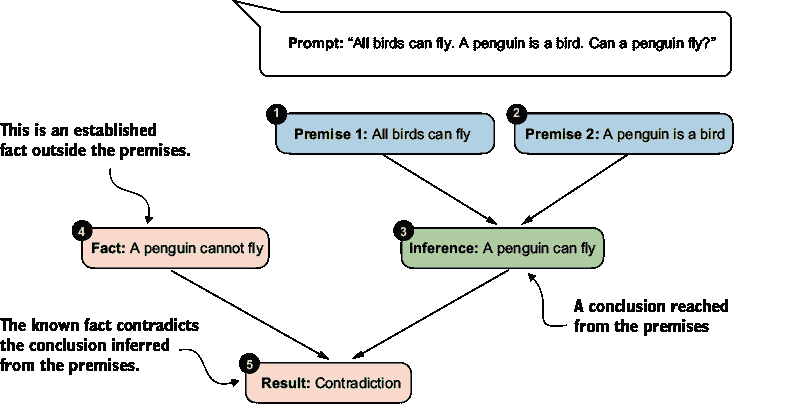 Prompt: “All birds can fly. A penguin is a bird. Can a penguin fly?”
1
Premise 1: All birds can fly
2
Premise 2: A penguin is a bird
This is an established
fact outside the premises.
4
Fact: A penguin cannot fly
3
Inference: A penguin can fly
A conclusion reached
from the premises
The known fact contradicts
the conclusion inferred
from the premises.
5
Result: Contradiction